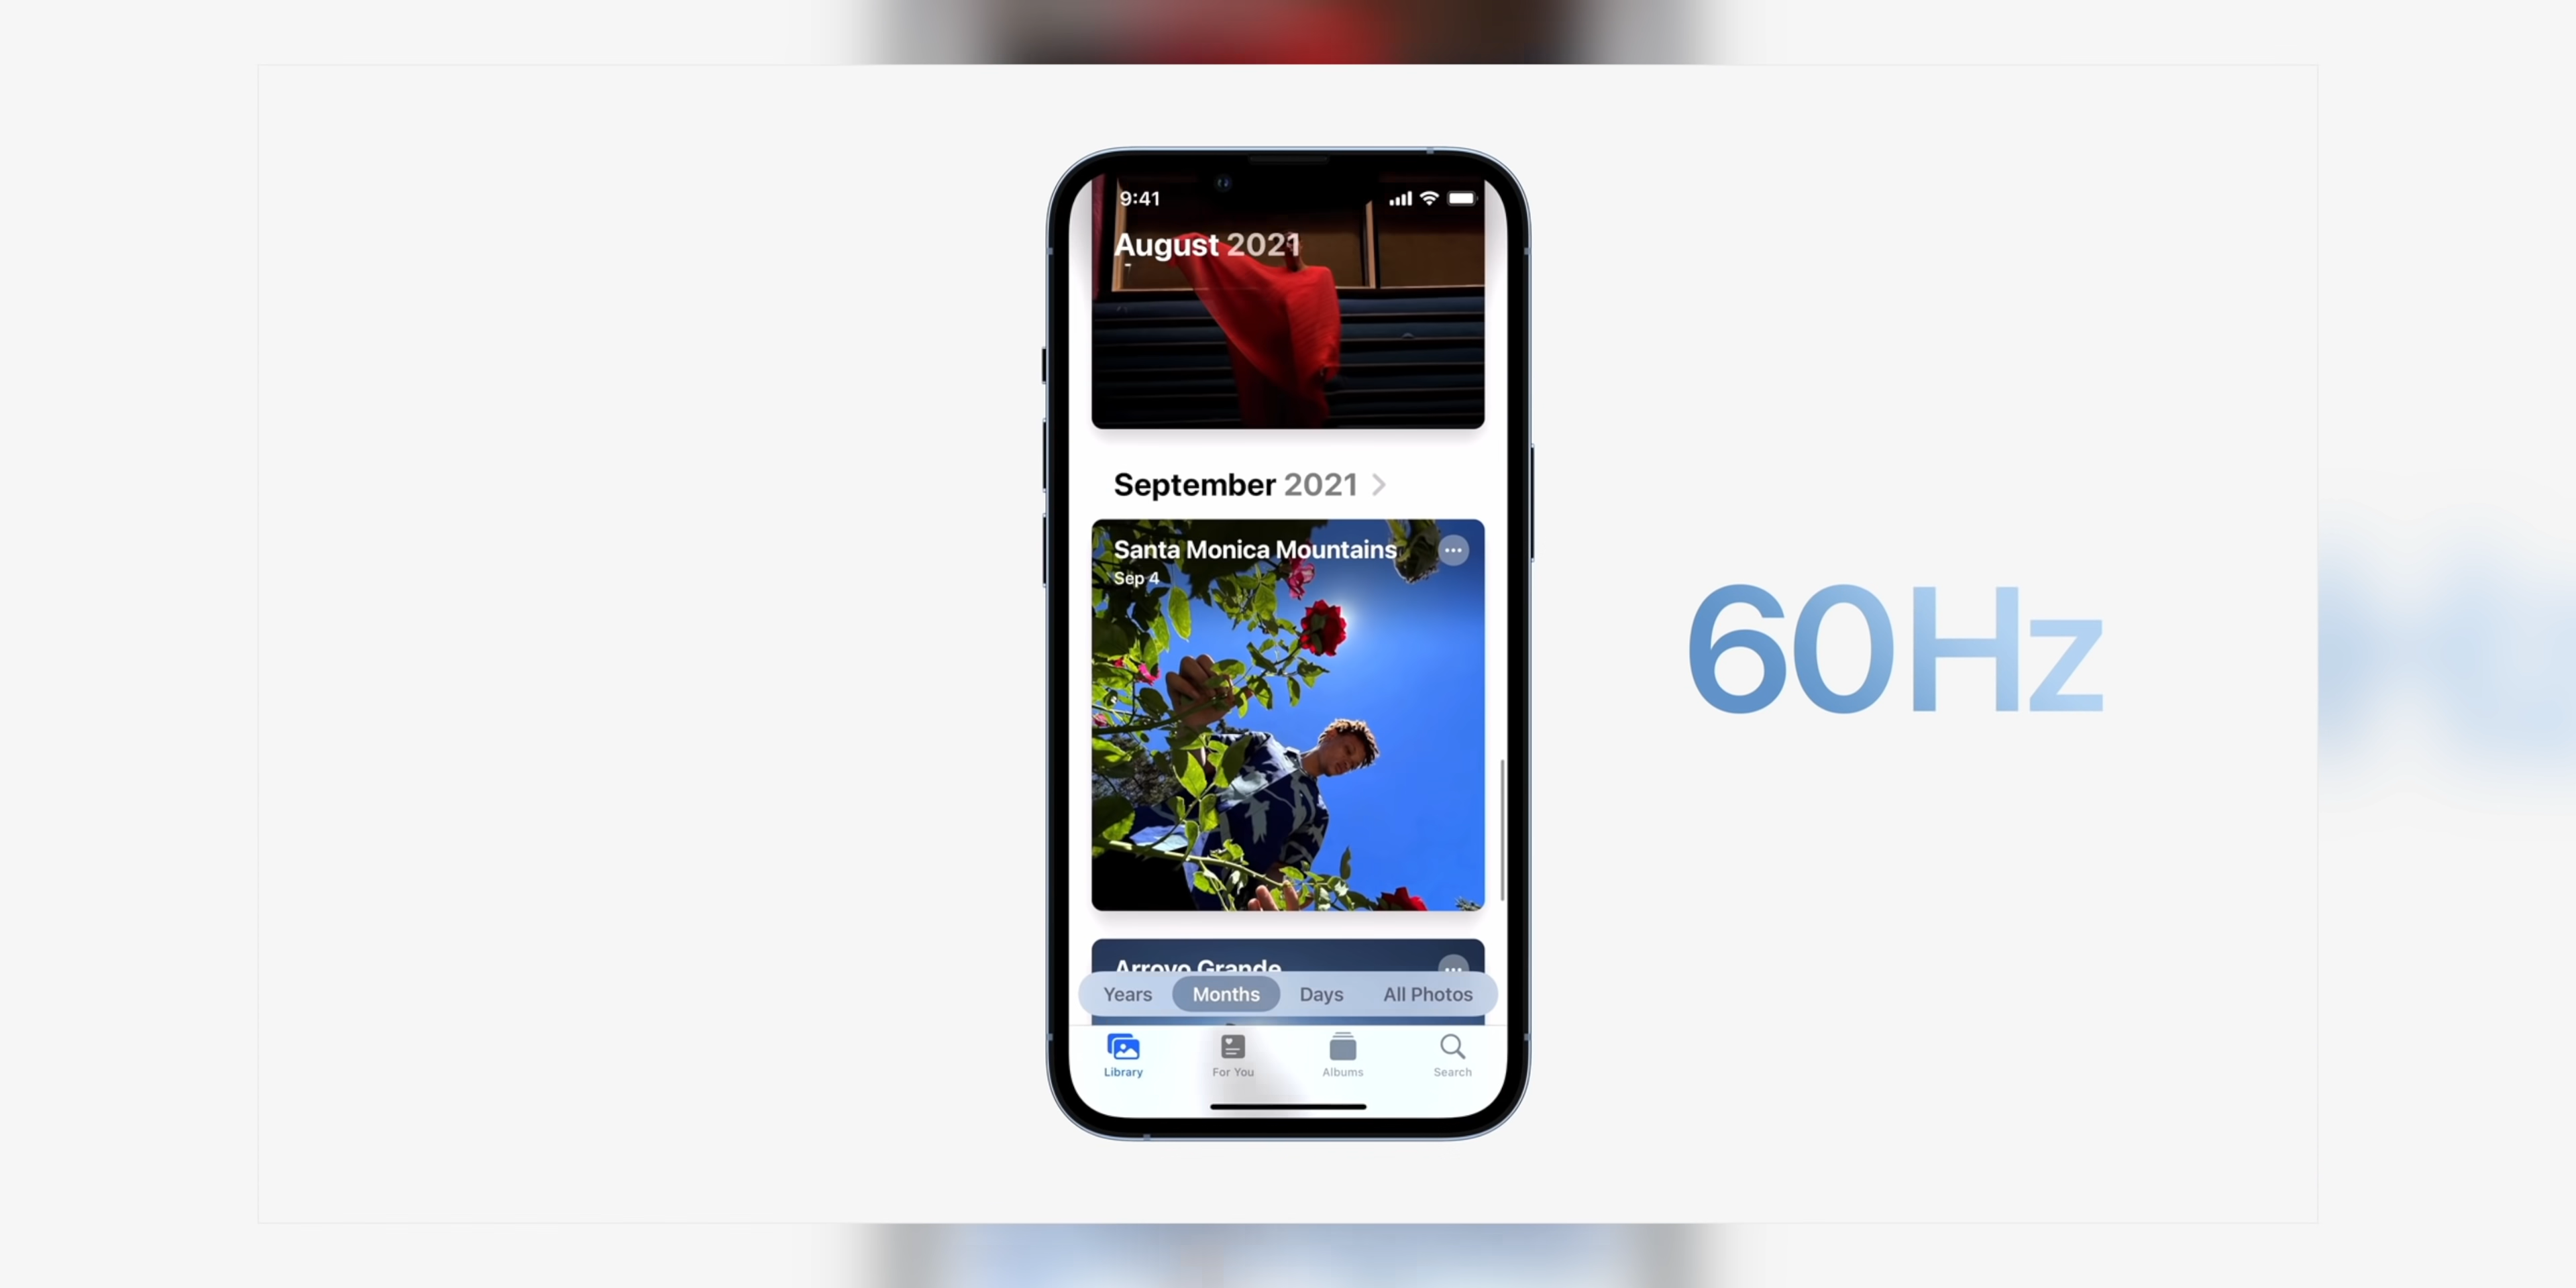 9:41
August 2021
September 2021
Santa Monica Mountains
Sep 4
60Hz
Arroyo Grande
Years Months Days All Photos
Library For You Albums Search